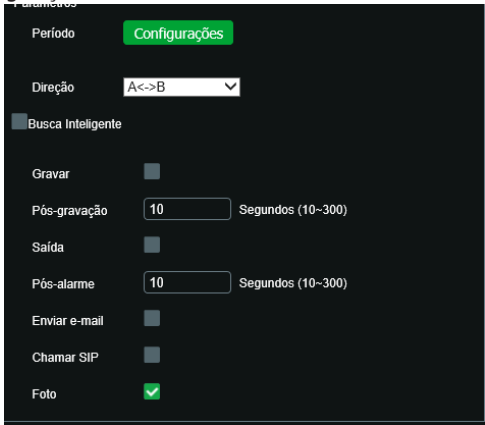 Parâmetros
Período Configurações
Direção A<->B
Busca Inteligente
Gravar
Pós-gravação 10 Segundos (10~300)
Saída
Pós-alarme 10 Segundos (10~300)
Enviar e-mail
Chamar SIP
Foto